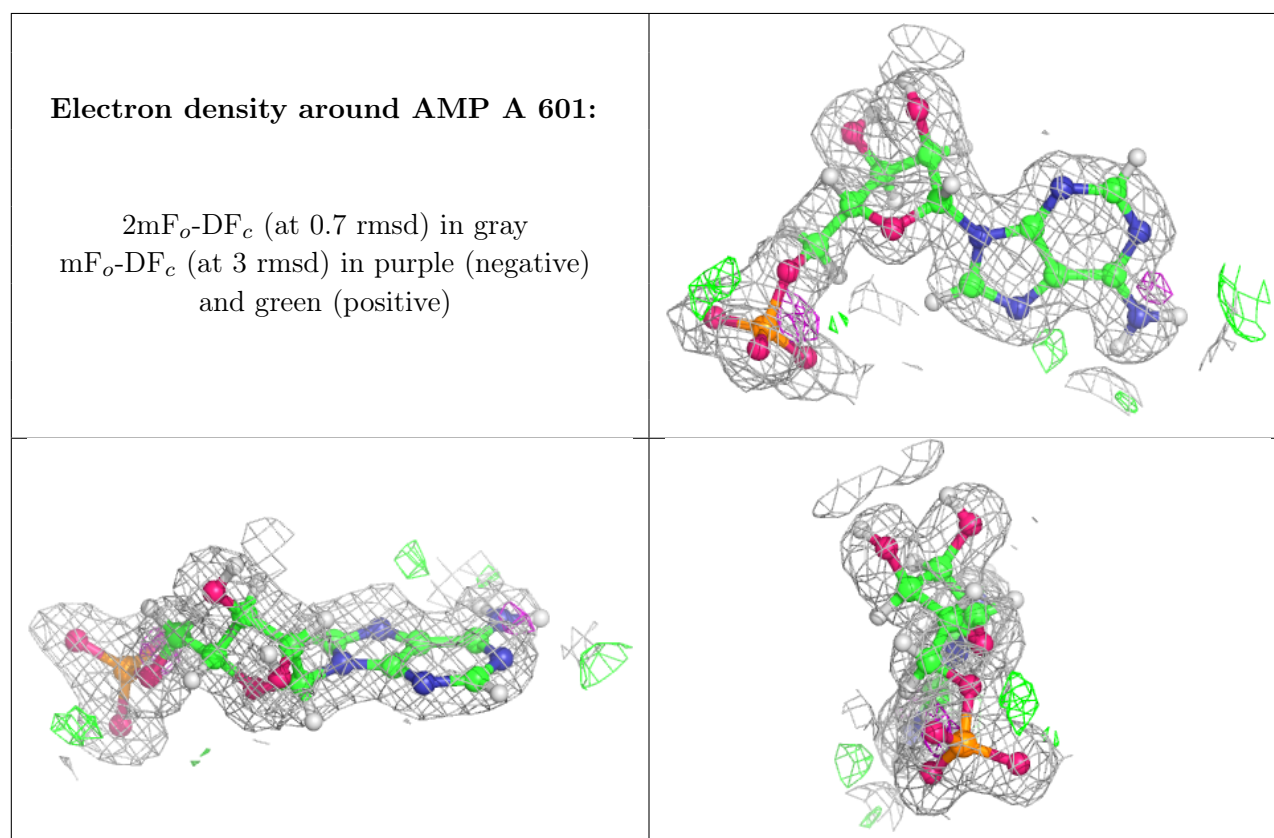 Electron density around AMP A 601:
2mFo-DFc (at 0.7 rmsd) in gray
mFo-DFc (at 3 rmsd) in purple (negative)
and green (positive)